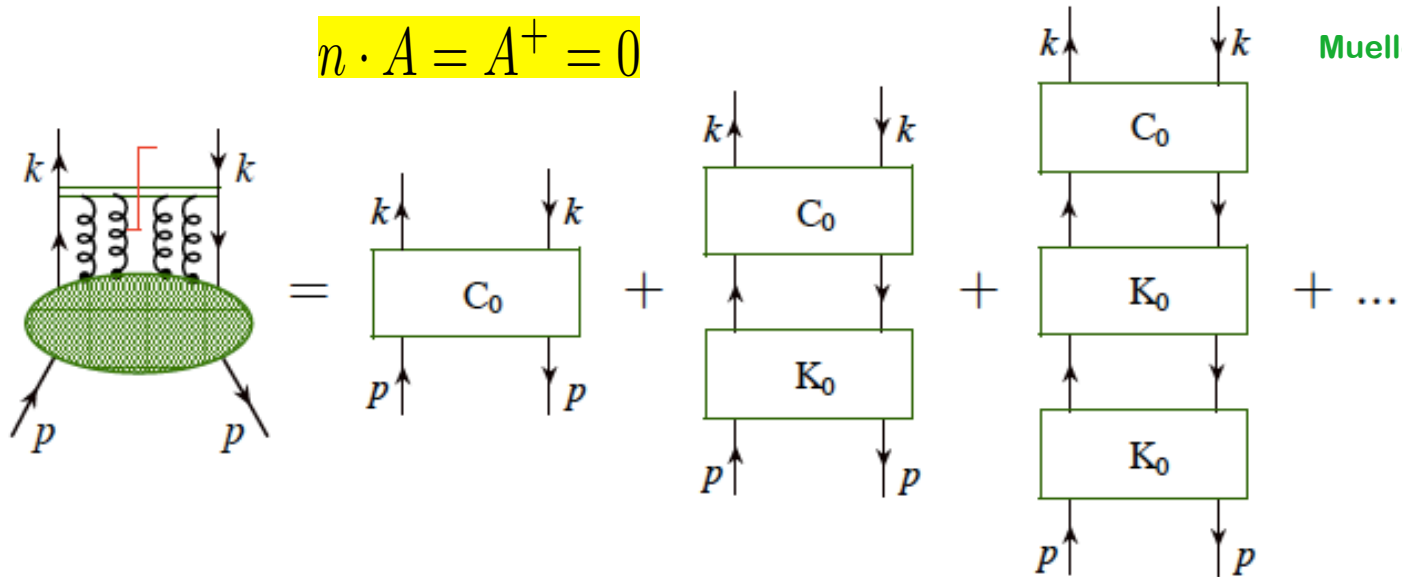 n · A = A⁺ = 0
Muell
k k
=
k k
C₀
p p
+
k k
C₀
K₀
p p
+
k k
C₀
K₀
K₀
p p
+ ...
k k
p p